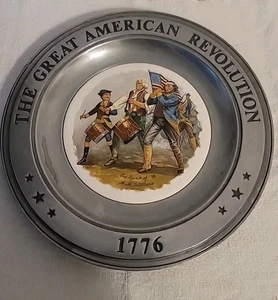 THE GREAT AMERICAN REVOLUTION
1776